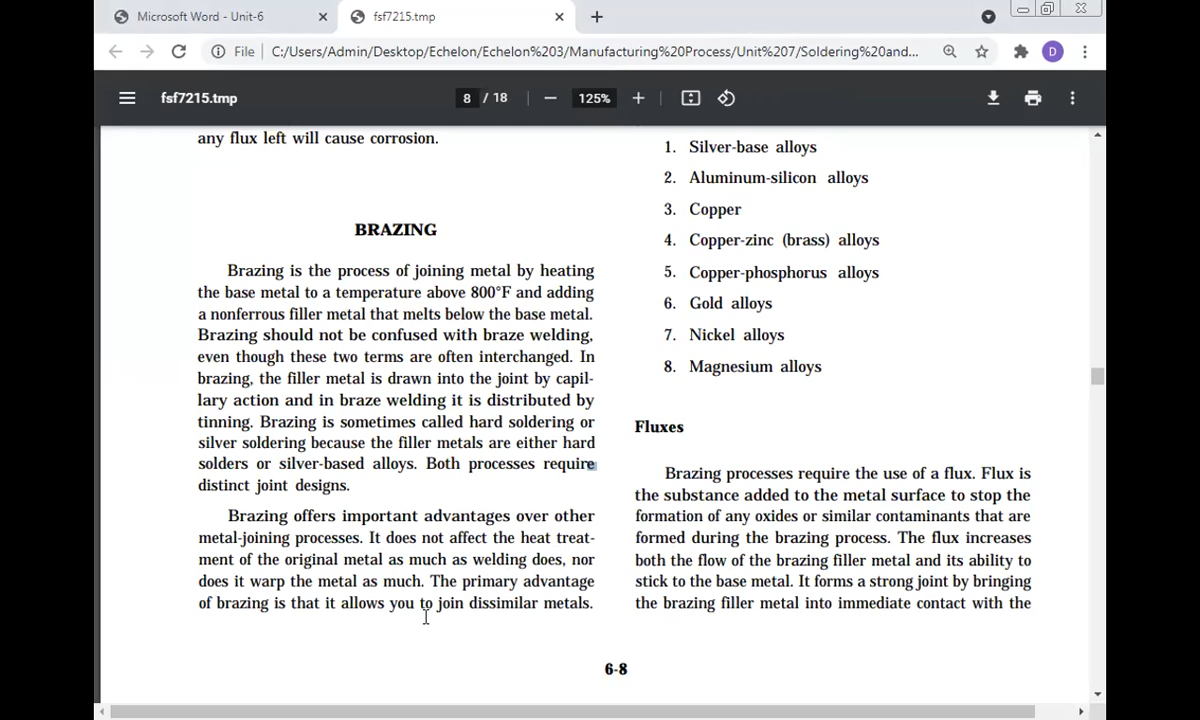 Microsoft Word - Unit-6
fsf7215.tmp
File
C:/Users/Admin/Desktop/Echelon/Echelon%203/Manufacturing%20Process/Unit%207/Soldering%20and...
D
fsf7215.tmp
8 / 18
125%
any flux left will cause corrosion.
BRAZING
Brazing is the process of joining metal by heating
the base metal to a temperature above 800°F and adding
a nonferrous filler metal that melts below the base metal.
Brazing should not be confused with braze welding,
even though these two terms are often interchanged. In
brazing, the filler metal is drawn into the joint by capil-
lary action and in braze welding it is distributed by
tinning. Brazing is sometimes called hard soldering or
silver soldering because the filler metals are either hard
solders or silver-based alloys. Both processes require
distinct joint designs.
Brazing offers important advantages over other
metal-joining processes. It does not affect the heat treat-
ment of the original metal as much as welding does, nor
does it warp the metal as much. The primary advantage
of brazing is that it allows you to join dissimilar metals.
1. Silver-base alloys
2. Aluminum-silicon alloys
3. Copper
4. Copper-zinc (brass) alloys
5. Copper-phosphorus alloys
6. Gold alloys
7. Nickel alloys
8. Magnesium alloys
Fluxes
Brazing processes require the use of a flux. Flux is
the substance added to the metal surface to stop the
formation of any oxides or similar contaminants that are
formed during the brazing process. The flux increases
both the flow of the brazing filler metal and its ability to
stick to the base metal. It forms a strong joint by bringing
the brazing filler metal into immediate contact with the
6-8